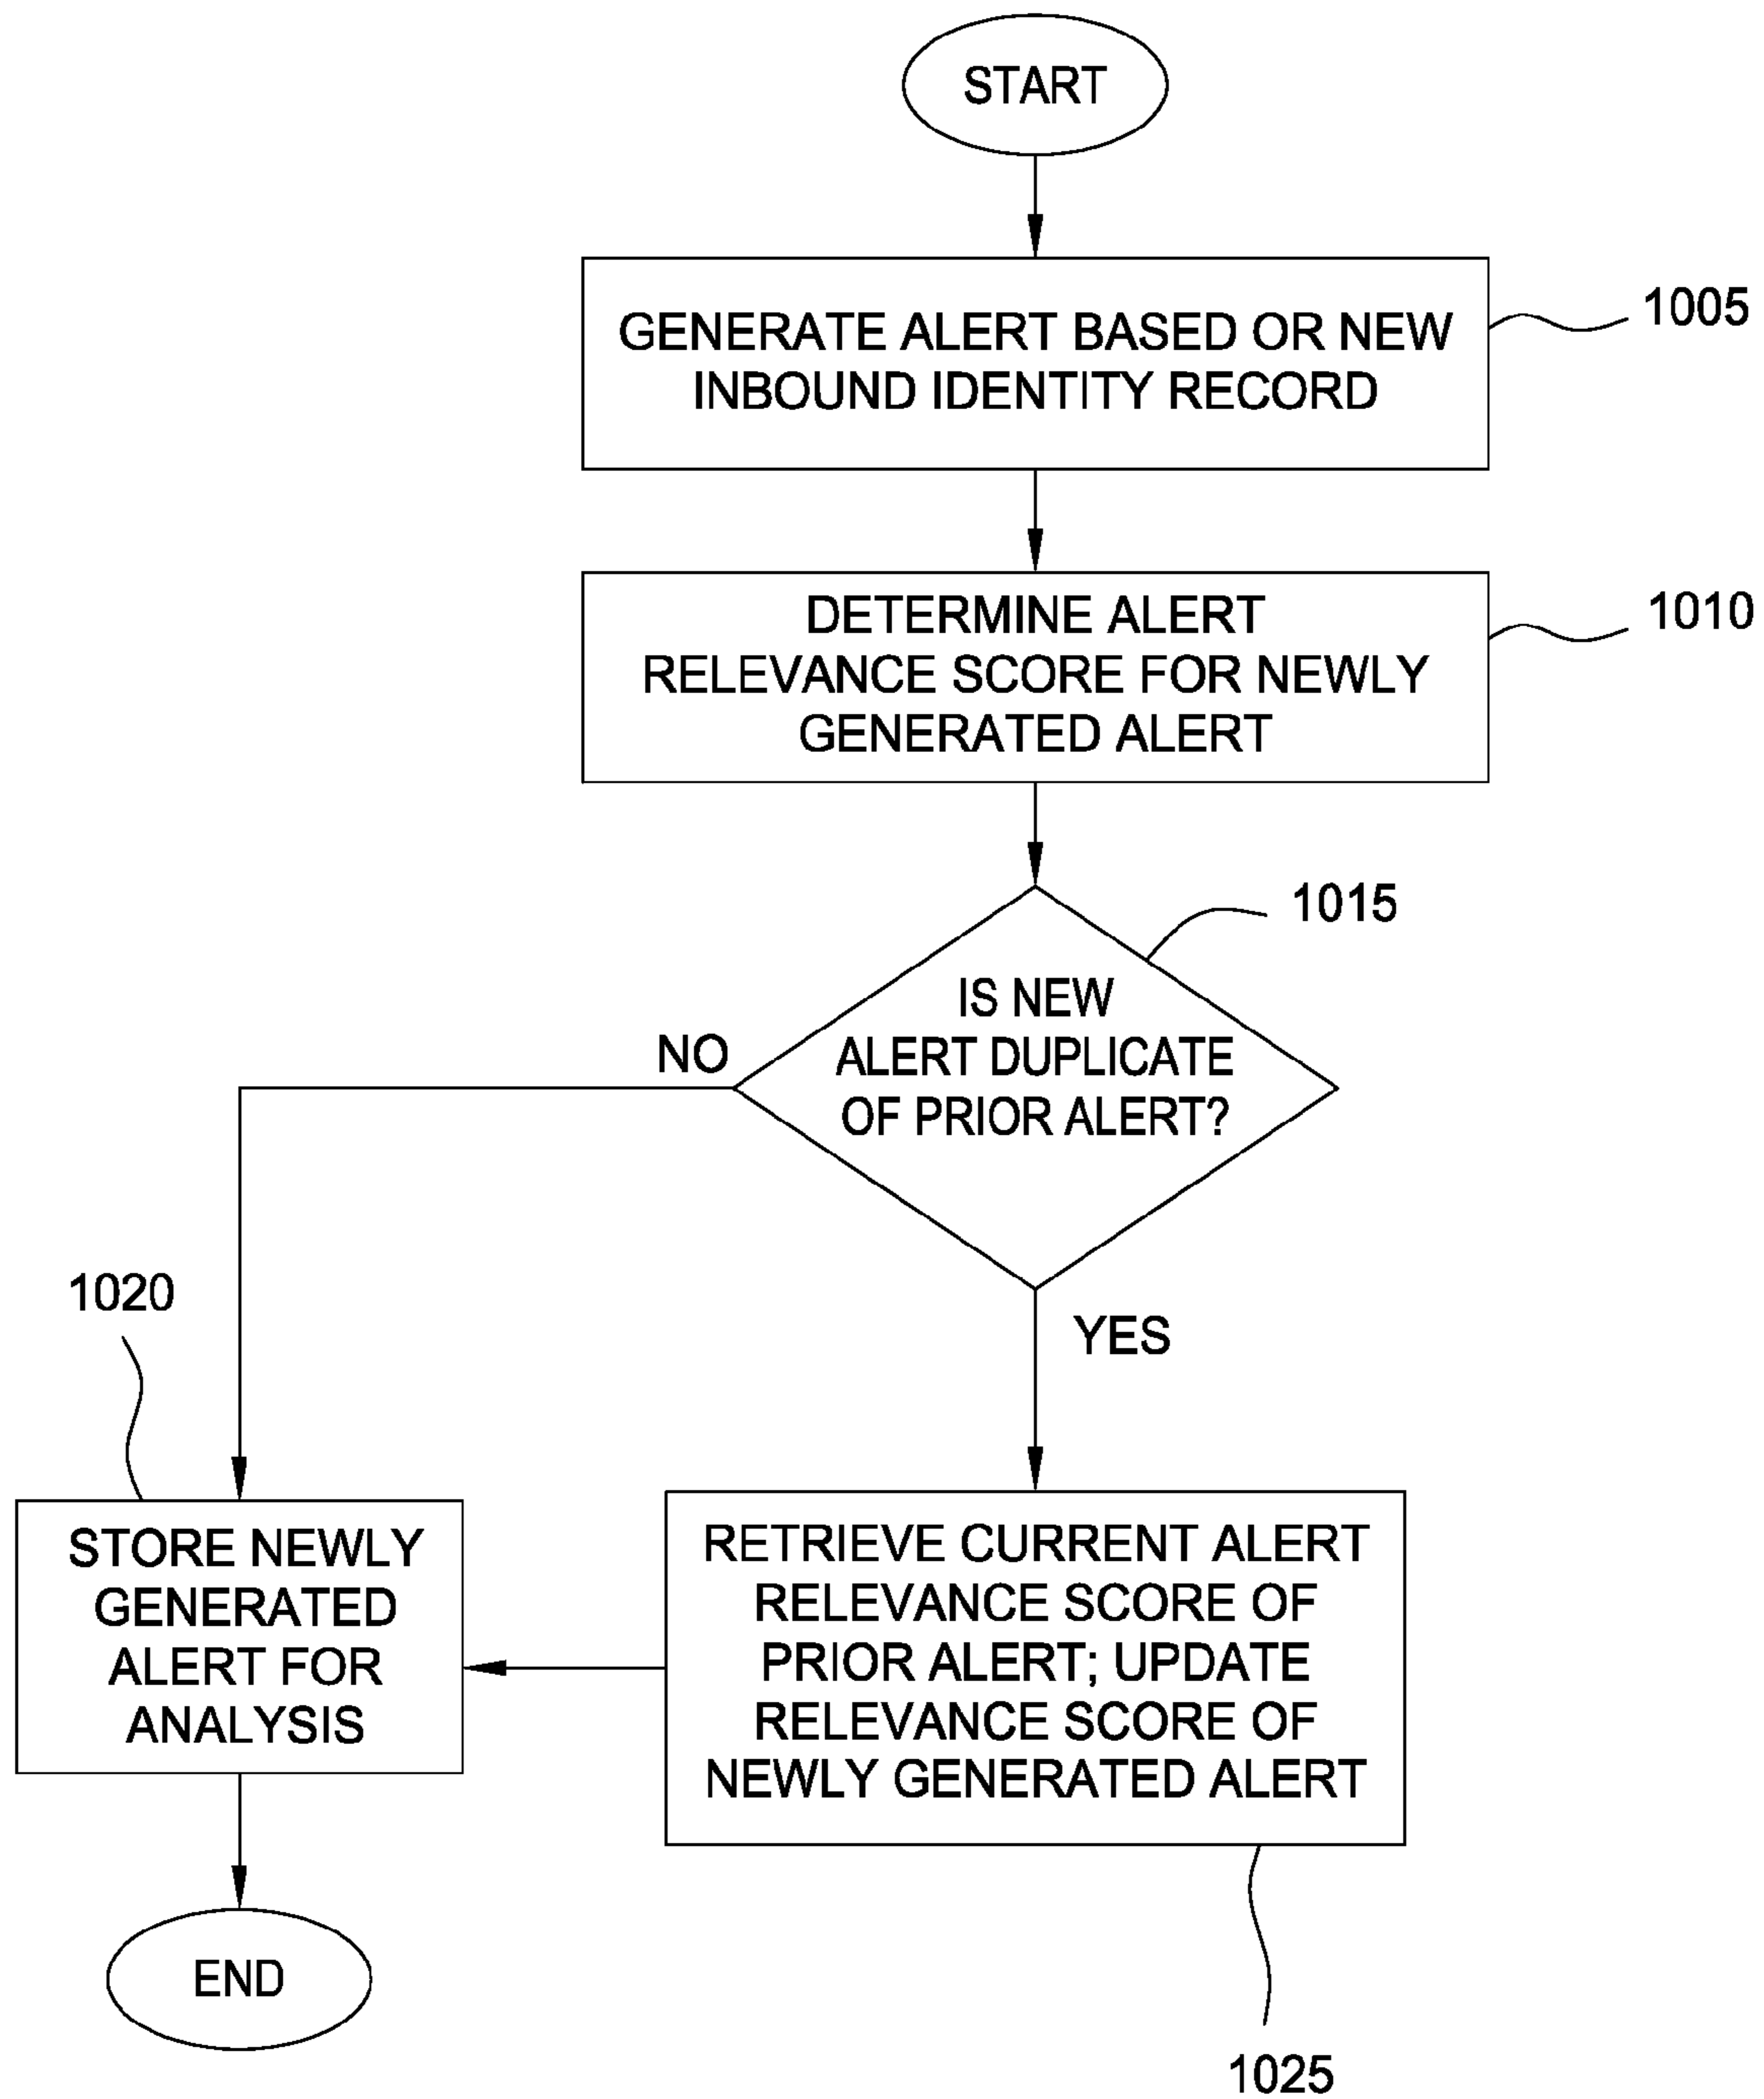 START
GENERATE ALERT BASED OR NEW
INBOUND IDENTITY RECORD
1005
DETERMINE ALERT
RELEVANCE SCORE FOR NEWLY
GENERATED ALERT
1010
1015
IS NEW
ALERT DUPLICATE
OF PRIOR ALERT?
NO
YES
1020
STORE NEWLY
GENERATED
ALERT FOR
ANALYSIS
RETRIEVE CURRENT ALERT
RELEVANCE SCORE OF
PRIOR ALERT; UPDATE
RELEVANCE SCORE OF
NEWLY GENERATED ALERT
END
1025